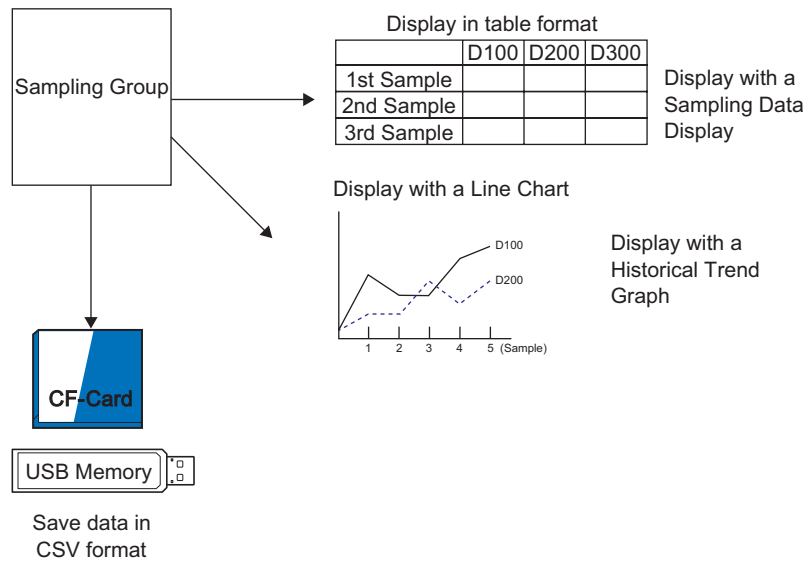 Sampling Group
Display in table format
D100 D200 D300
1st Sample
2nd Sample
3rd Sample
Display with a
Sampling Data
Display
Display with a Line Chart
D100
D200
1 2 3 4 5 (Sample)
Display with a
Historical Trend
Graph
CF-Card
USB Memory
Save data in
CSV format